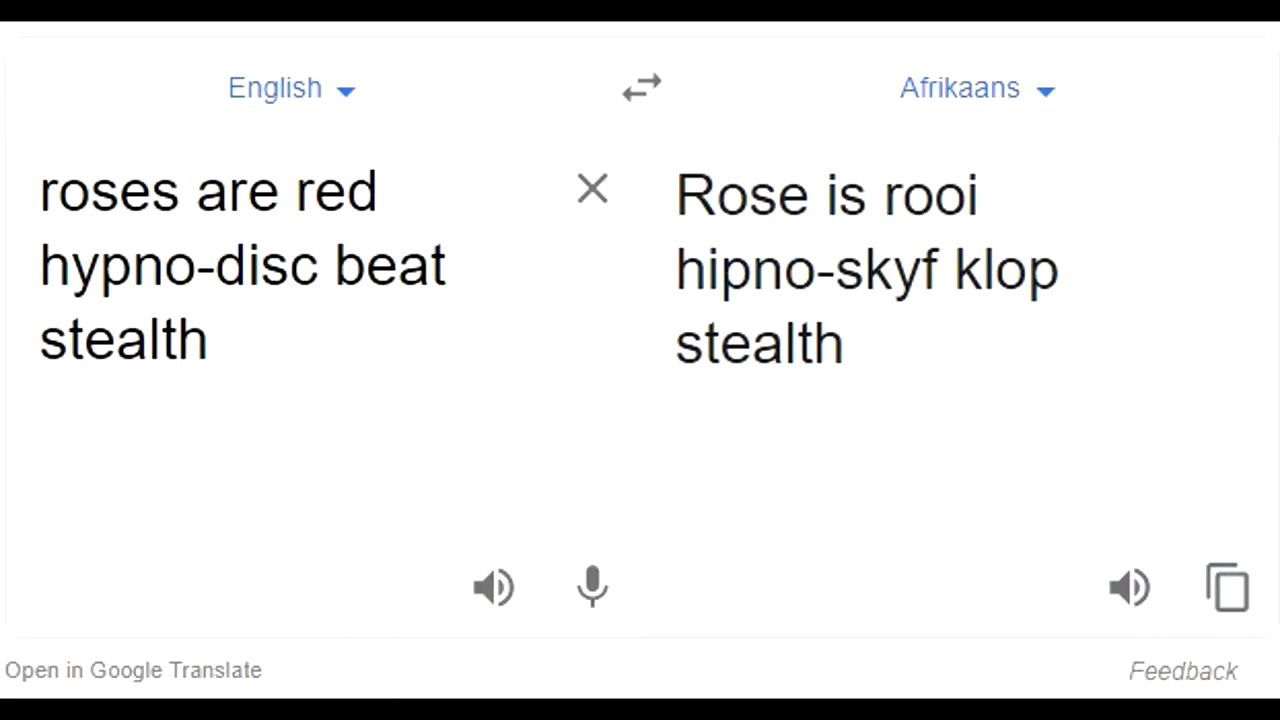 English
Afrikaans
roses are red
hypno-disc beat
stealth
Rose is rooi
hipno-skyf klop
stealth
Open in Google Translate
Feedback